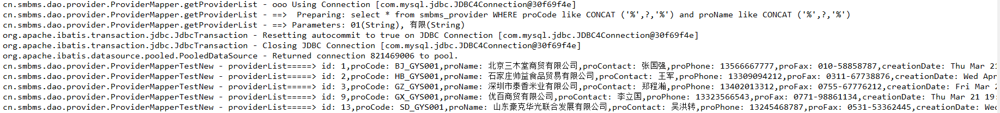 cn.smbms.dao.provider.ProviderMapper.getProviderList - ooo Using Connection [com.mysql.jdbc.JDBC4Connection@30f69f4e]
cn.smbms.dao.provider.ProviderMapper.getProviderList - ==>  Preparing: select * from smbms_provider WHERE proCode like CONCAT ('%',?,'%') and proName like CONCAT ('%',?,'%')
cn.smbms.dao.provider.ProviderMapper.getProviderList - ==> Parameters: 01(String), 有限(String)
org.apache.ibatis.transaction.jdbc.JdbcTransaction - Resetting autocommit to true on JDBC Connection [com.mysql.jdbc.JDBC4Connection@30f69f4e]
org.apache.ibatis.transaction.jdbc.JdbcTransaction - Closing JDBC Connection [com.mysql.jdbc.JDBC4Connection@30f69f4e]
org.apache.ibatis.datasource.pooled.PooledDataSource - Returned connection 821469006 to pool.
cn.smbms.dao.provider.ProviderMapperTestNew - providerList=====> id: 1,proCode: BJ_GYS001,proName: 北京三木堂商贸有限公司,proContact: 张国强,proPhone: 13566667777,proFax: 010-58858787,creationDate: Thu Mar 21
cn.smbms.dao.provider.ProviderMapperTestNew - providerList=====> id: 2,proCode: HB_GYS001,proName: 石家庄帅益食品贸易有限公司,proContact: 王军,proPhone: 13309094212,proFax: 0311-67738876,creationDate: Wed Apr
cn.smbms.dao.provider.ProviderMapperTestNew - providerList=====> id: 3,proCode: GZ_GYS001,proName: 深圳市泰香米业有限公司,proContact: 郑程瀚,proPhone: 13402013312,proFax: 0755-67776212,creationDate: Fri Mar 2
cn.smbms.dao.provider.ProviderMapperTestNew - providerList=====> id: 9,proCode: GX_GYS001,proName: 优百商贸有限公司,proContact: 李立国,proPhone: 13323566543,proFax: 0771-98861134,creationDate: Thu Mar 21 19:
cn.smbms.dao.provider.ProviderMapperTestNew - providerList=====> id: 13,proCode: SD_GYS001,proName: 山东豪克华光联合发展有限公司,proContact: 吴洪转,proPhone: 13245468787,proFax: 0531-53362445,creationDate: Wed